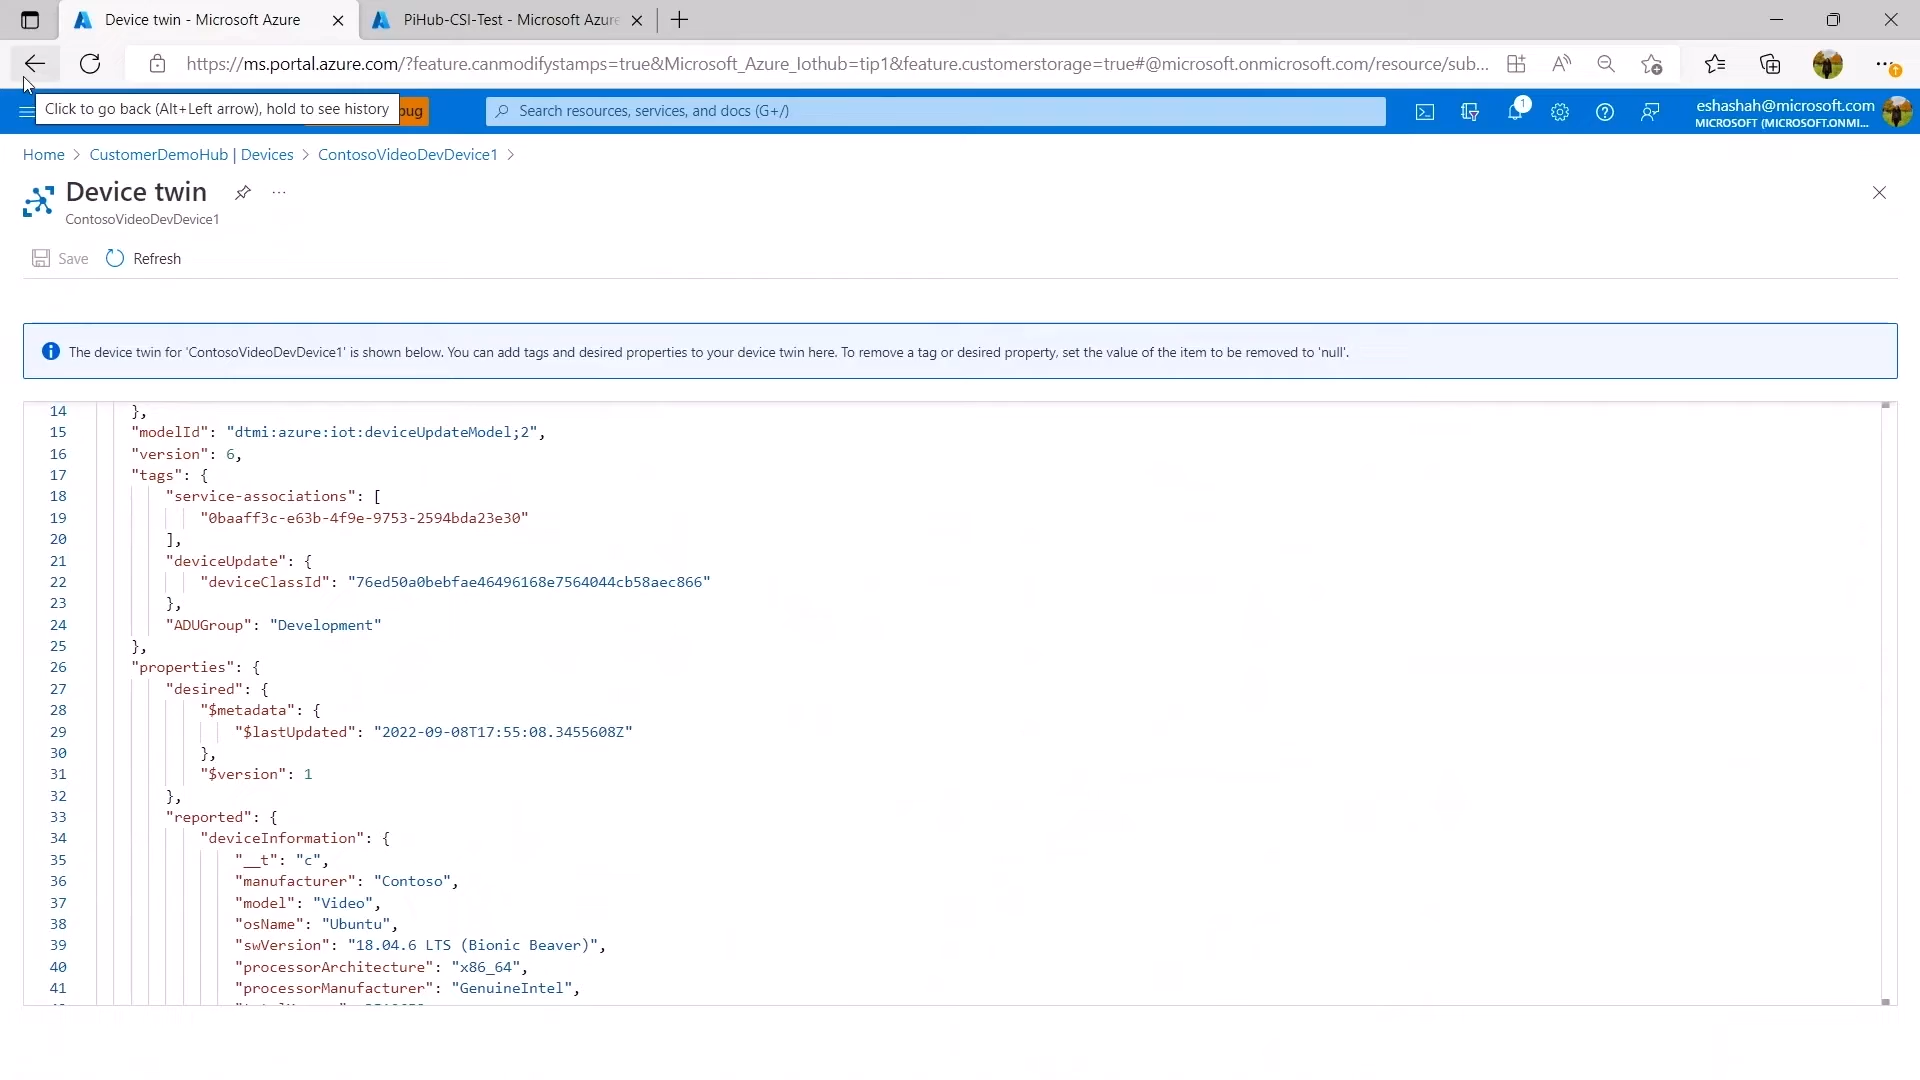 Device twin - Microsoft Azure
PiHub-CSI-Test - Microsoft Azure
https://ms.portal.azure.com/?feature.canmodifystamps=true&Microsoft_Azure_Iothub=tip1&feature.customerstorage=true#@microsoft.onmicrosoft.com/resource/sub...
Click to go back (Alt+Left arrow), hold to see history
Search resources, services, and docs (G+/)
1
eshashah@microsoft.com
MICROSOFT (MICROSOFT.ONMI...
Home > CustomerDemoHub | Devices > ContosoVideoDevDevice1 >
Device twin
...
ContosoVideoDevDevice1
Save
Refresh
The device twin for 'ContosoVideoDevDevice1' is shown below. You can add tags and desired properties to your device twin here. To remove a tag or desired property, set the value of the item to be removed to 'null'.
14 },
15 "modelId": "dtmi:azure:iot:deviceUpdateModel;2",
16 "version": 6,
17 "tags": {
18 "service-associations": [
19 "0baaff3c-e63b-4f9e-9753-2594bda23e30"
20 ],
21 "deviceUpdate": {
22 "deviceClassId": "76ed50a0bebfae46496168e7564044cb58aec866"
23 },
24 "ADUGroup": "Development"
25 },
26 "properties": {
27 "desired": {
28 "$metadata": {
29 "$lastUpdated": "2022-09-08T17:55:08.3455608Z"
30 },
31 "$version": 1
32 },
33 "reported": {
34 "deviceInformation": {
35 "__t": "c",
36 "manufacturer": "Contoso",
37 "model": "Video",
38 "osName": "Ubuntu",
39 "swVersion": "18.04.6 LTS (Bionic Beaver)",
40 "processorArchitecture": "x86_64",
41 "processorManufacturer": "GenuineIntel",